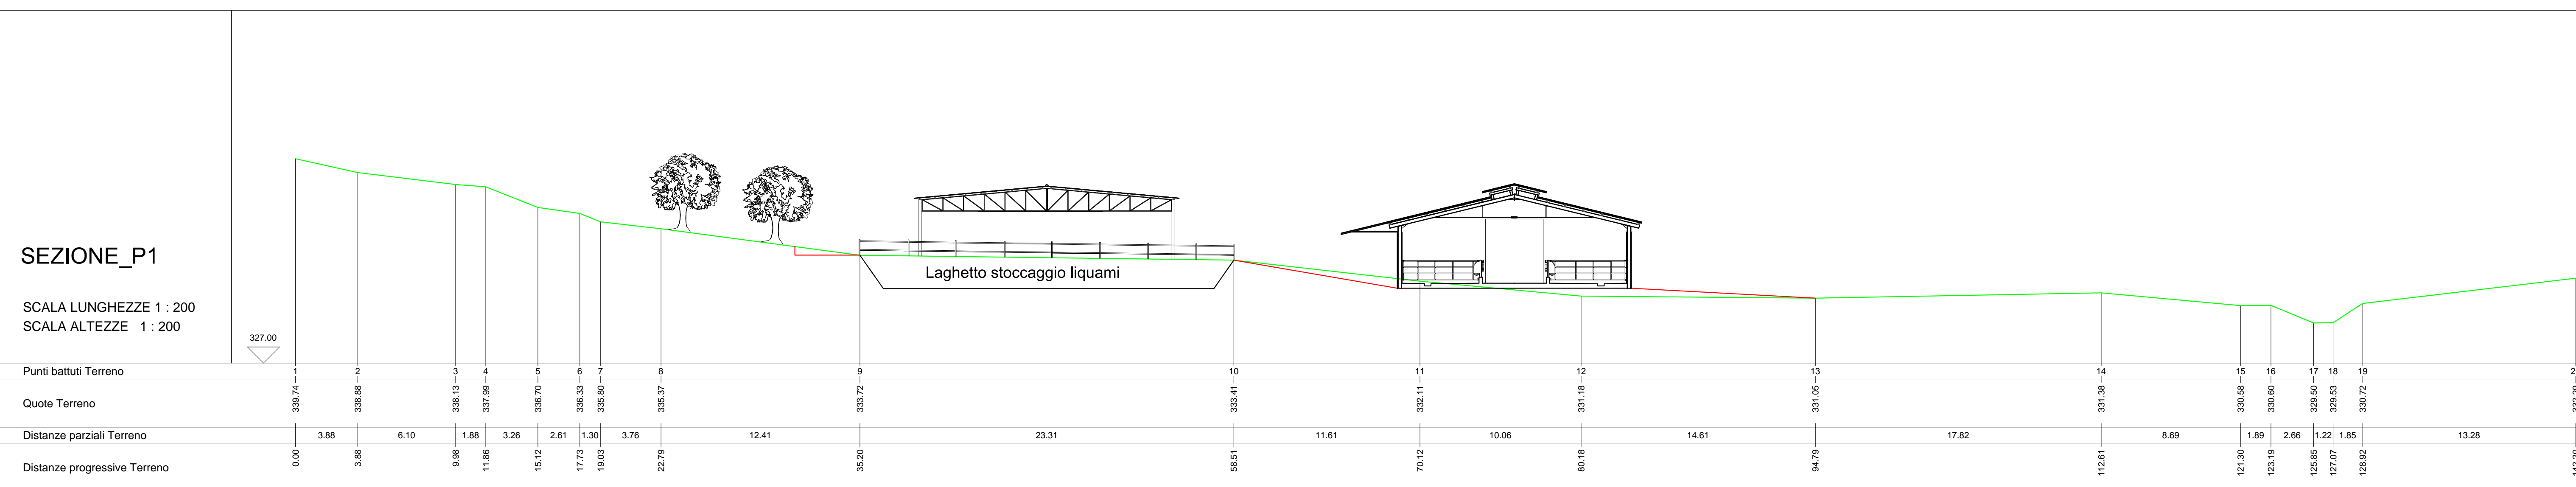 SEZIONE_P1
Laghetto stoccaggio liquami
SCALA LUNGHEZZE 1 : 200
SCALA ALTEZZE 1 : 200
327.00
Punti battuti Terreno 1 2 3 4 5 6 7 8 9 10 11 12 13 14 15 16 17 18 19
Quote Terreno 339.74 338.88 338.13 337.99 336.70 336.33 335.80 335.37 333.72 333.41 332.11 331.18 331.05 331.38 330.58 330.60 329.50 329.53 330.72
Distanze parziali Terreno 3.88 6.10 1.88 3.26 2.61 1.30 3.76 12.41 23.31 11.61 10.06 14.61 17.82 8.69 1.89 2.66 1.22 1.85 13.28
Distanze progressive Terreno 0.00 3.88 9.98 11.86 15.12 17.73 19.03 22.79 35.20 58.51 70.12 80.18 94.79 112.61 121.30 123.19 125.85 127.07 128.92